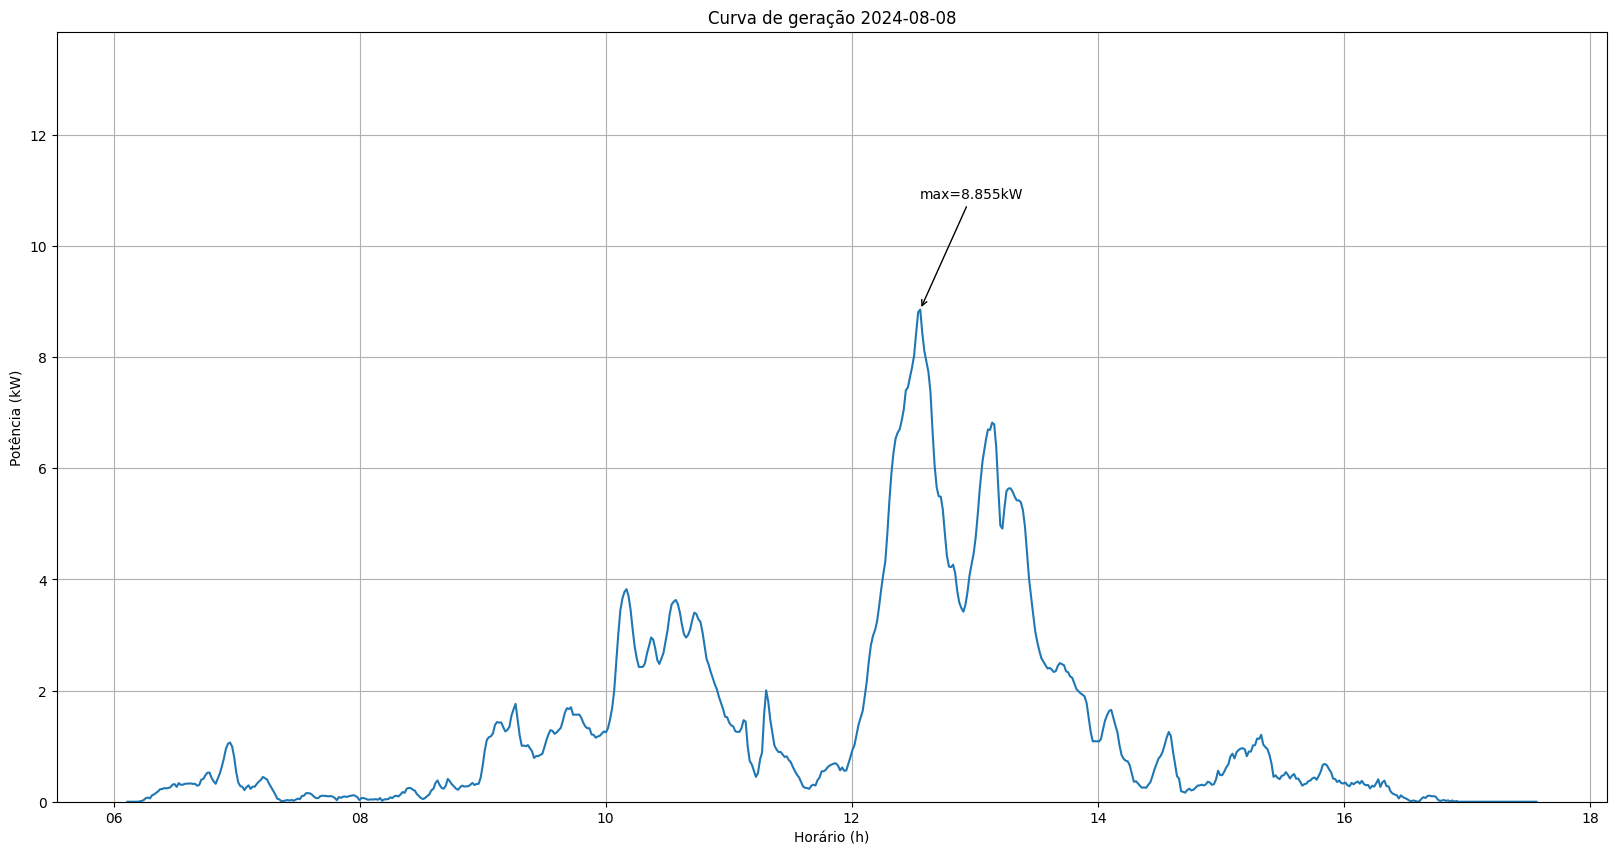 Curva de geração 2024-08-08
12
10
8
6
4
2
0
Potência (kW)
max=8.855kW
06 08 10 12 14 16 18
Horário (h)